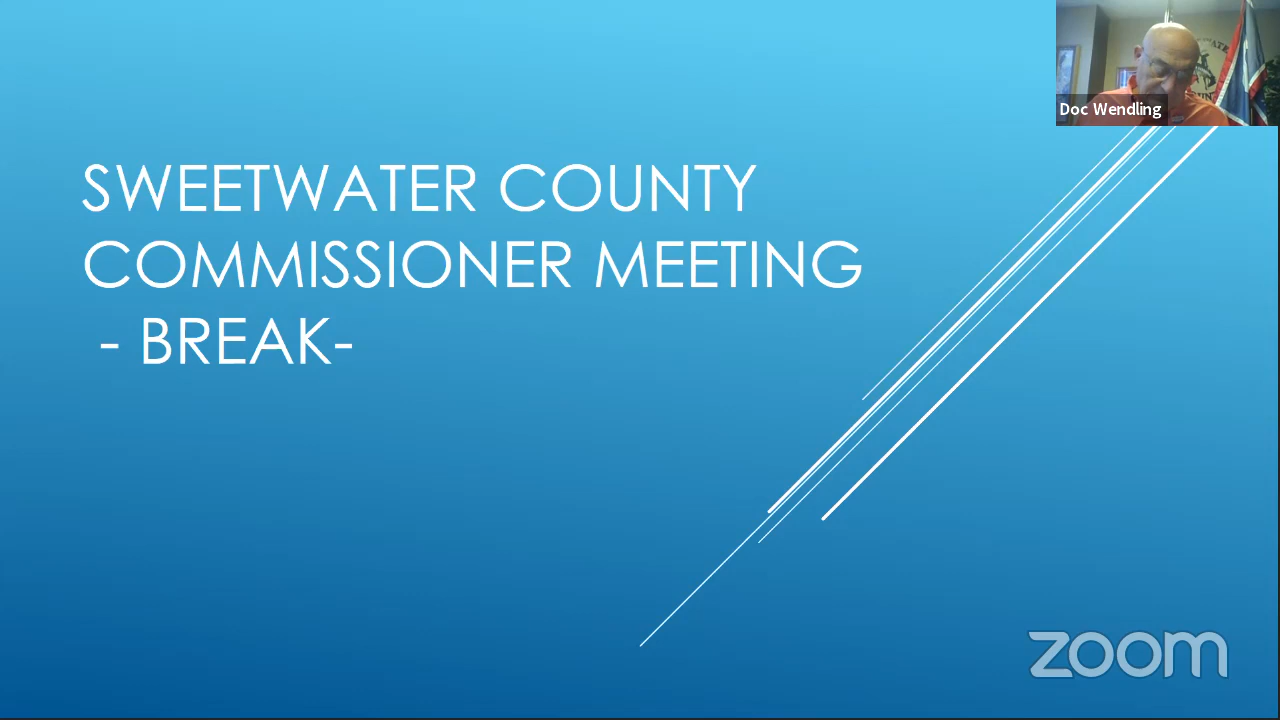 Doc Wendling
SWEETWATER COUNTY
COMMISSIONER MEETING
- BREAK-
zoom